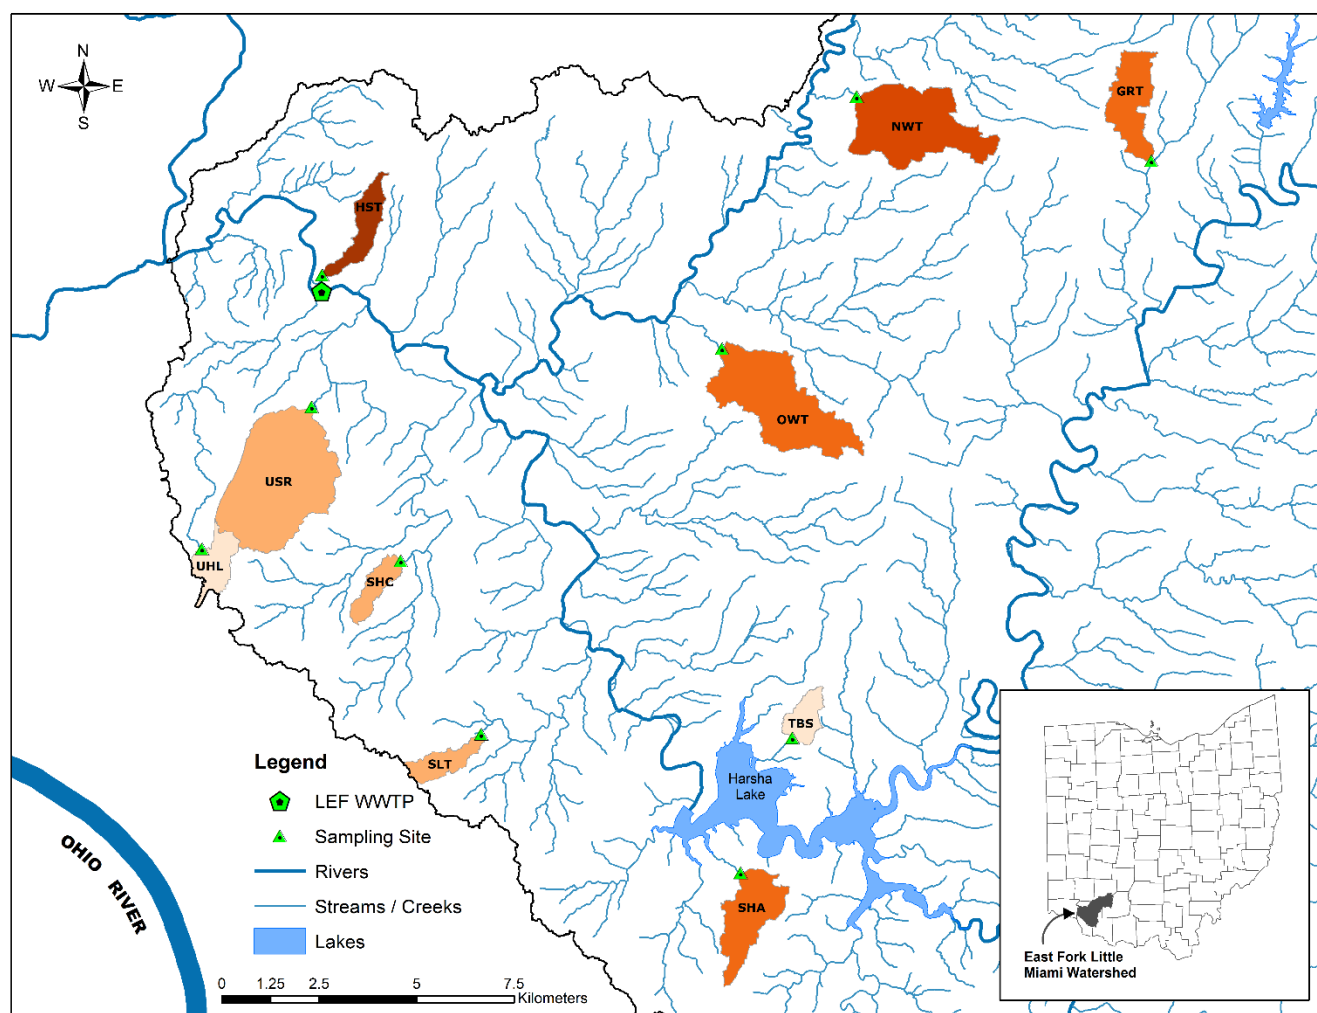 N
W E
S
GRT
NWT
HST
OWT
USR
UHL
SHC
TBS
SLT
Harsha
Lake
SHA
OHIO RIVER
Legend
LEF WWTP
Sampling Site
Rivers
Streams / Creeks
Lakes
0 1.25 2.5 5 7.5
Kilometers
East Fork Little
Miami Watershed